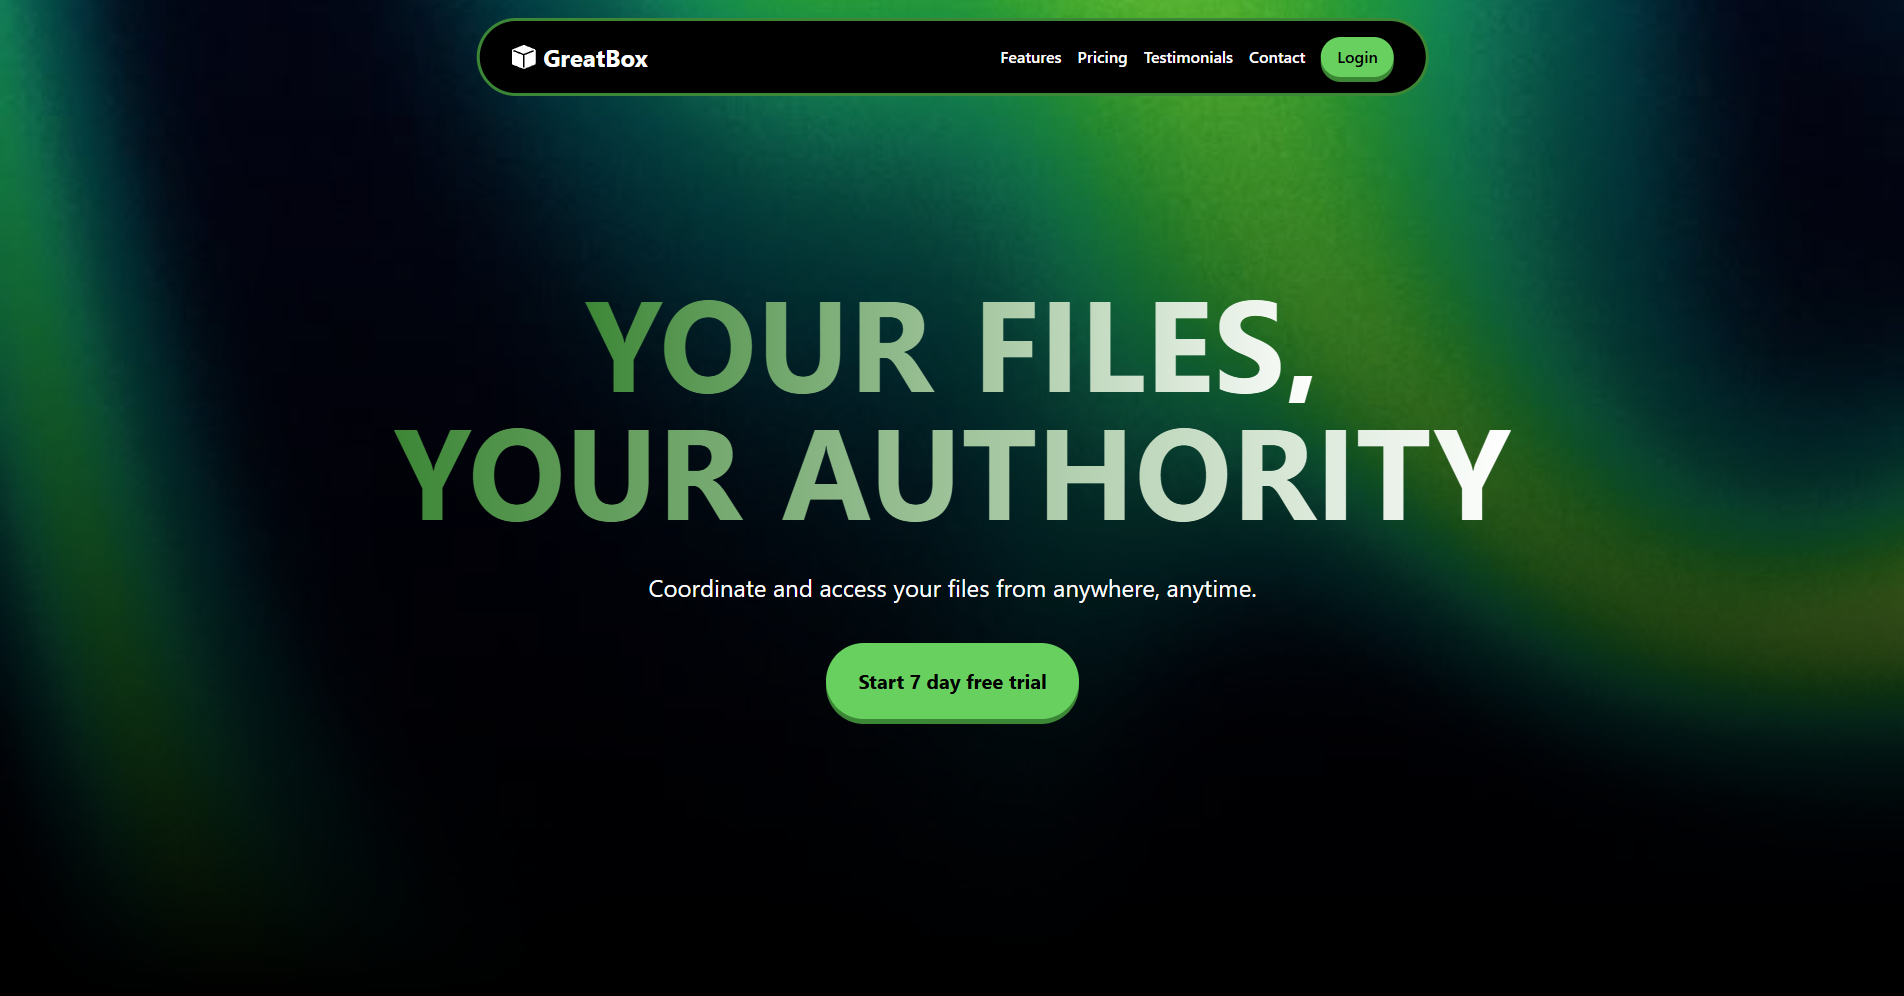 GreatBox
Features Pricing Testimonials Contact Login
YOUR FILES,
YOUR AUTHORITY
Coordinate and access your files from anywhere, anytime.
Start 7 day free trial